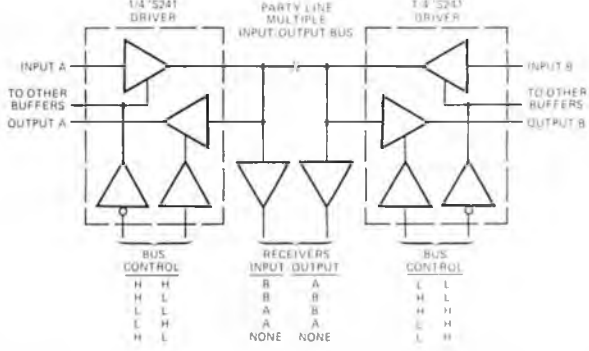 1/4 'S241
DRIVER
PARTY LINE
MULTIPLE
INPUT/OUTPUT BUS
1/4 'S241
DRIVER
INPUT A
INPUT B
TO OTHER
BUFFERS
TO OTHER
BUFFERS
OUTPUT A
OUTPUT B
BUS
CONTROL
RECEIVERS
INPUT OUTPUT
BUS
CONTROL
H H B A L L
H L B B H L
L L A B H H
L H A A L H
H L NONE NONE L H